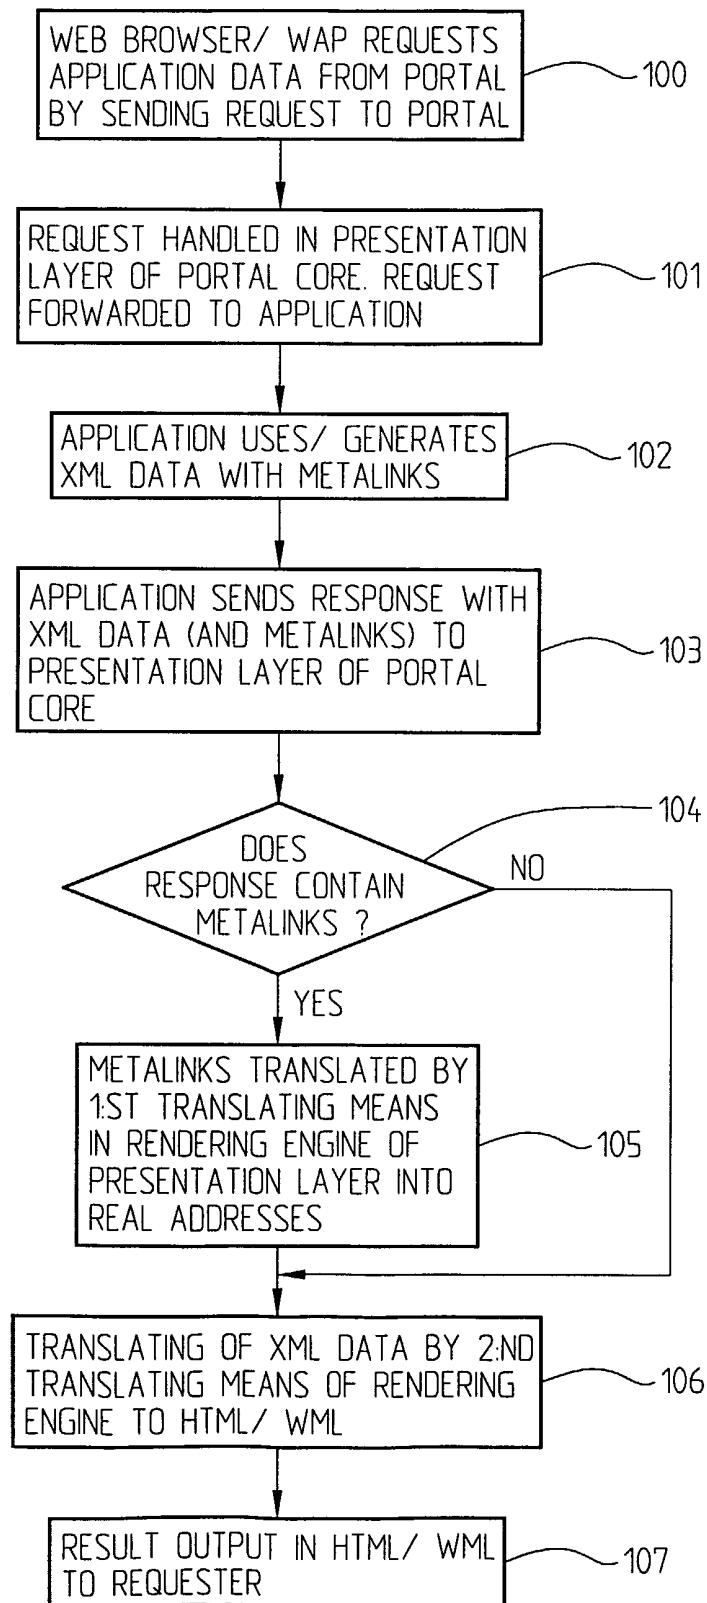 WEB BROWSER/ WAP REQUESTS
APPLICATION DATA FROM PORTAL
BY SENDING REQUEST TO PORTAL
100
REQUEST HANDLED IN PRESENTATION
LAYER OF PORTAL CORE. REQUEST
FORWARDED TO APPLICATION
101
APPLICATION USES/ GENERATES
XML DATA WITH METALINKS
102
APPLICATION SENDS RESPONSE WITH
XML DATA (AND METALINKS) TO
PRESENTATION LAYER OF PORTAL
CORE
103
DOES
RESPONSE CONTAIN
METALINKS ?
104
NO
YES
METALINKS TRANSLATED BY
1:ST TRANSLATING MEANS
IN RENDERING ENGINE OF
PRESENTATION LAYER INTO
REAL ADDRESSES
105
TRANSLATING OF XML DATA BY 2:ND
TRANSLATING MEANS OF RENDERING
ENGINE TO HTML/ WML
106
RESULT OUTPUT IN HTML/ WML
TO REQUESTER
107